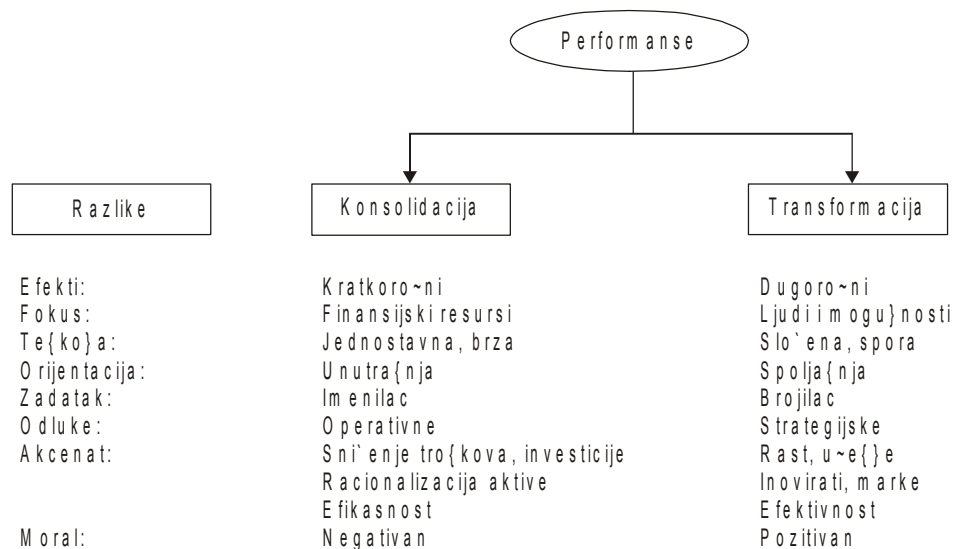 Performanse
Razlike Konsolidacija Transformacija
Efekti: Kratkoro~ni Dugoro~ni
Fokus: Finansijski resursi Ljudi i mogu}nosti
Te{ko}a: Jednostavna, brza Slo`ena, spora
Orijentacija: Unutra{nja Spolja{nja
Zadatak: Imenilac Brojilac
Odluke: Operativne Strategijske
Akcenat: Sni`enje tro{kova, investicije Rast, u~e{}e
Racionalizacija aktive Inovirati, marke
Efikasnost Efektivnost
Moral: Negativan Pozitivan